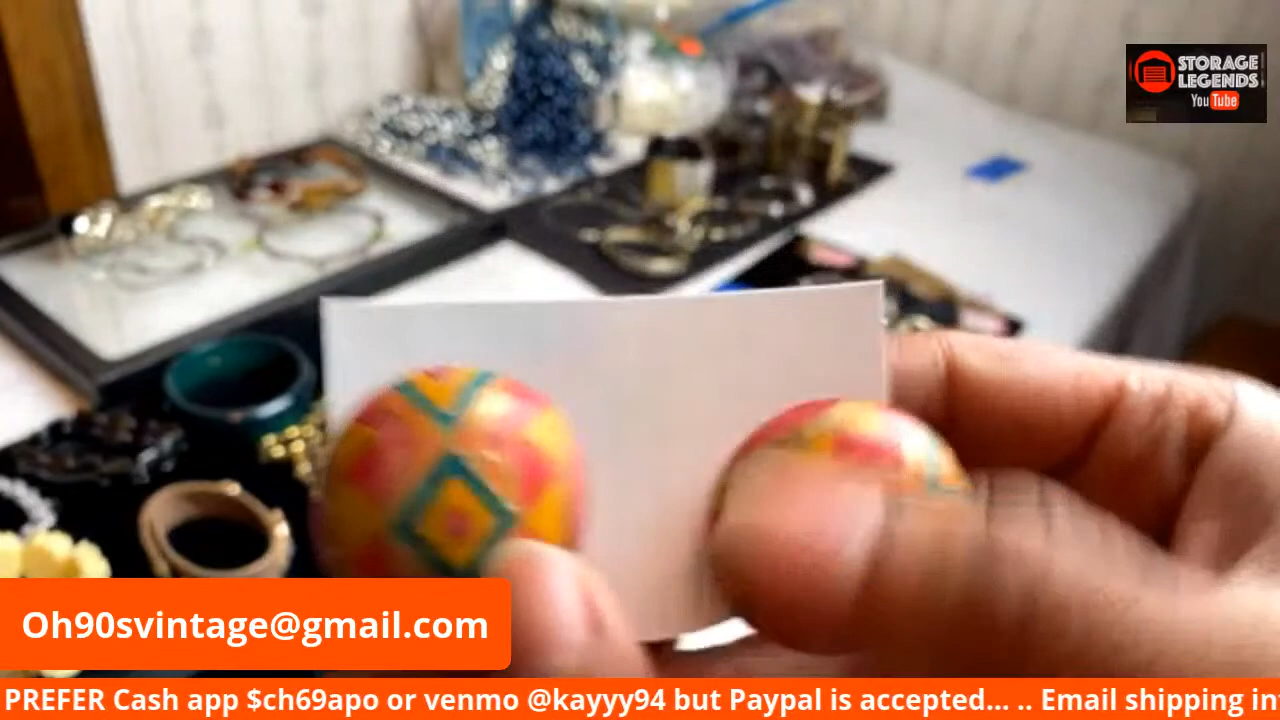 STORAGE
LEGENDS
YouTube
Oh90svintage@gmail.com
PREFER Cash app $ch69apo or venmo @kayyy94 but Paypal is accepted... .. Email shipping in